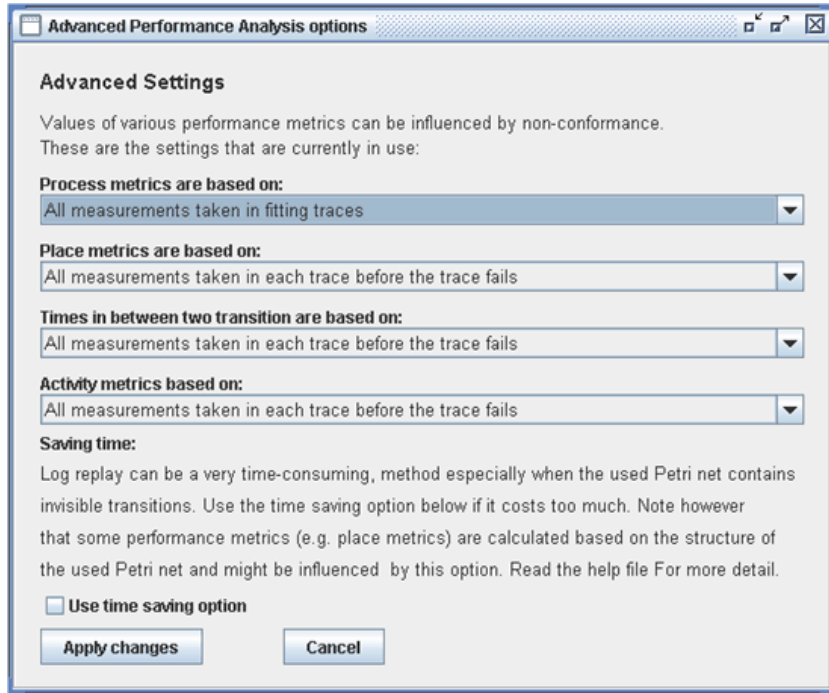 Advanced Performance Analysis options
Advanced Settings
Values of various performance metrics can be influenced by non-conformance.
These are the settings that are currently in use:
Process metrics are based on:
All measurements taken in fitting traces
Place metrics are based on:
All measurements taken in each trace before the trace fails
Times in between two transition are based on:
All measurements taken in each trace before the trace fails
Activity metrics based on:
All measurements taken in each trace before the trace fails
Saving time:
Log replay can be a very time-consuming, method especially when the used Petri net contains
invisible transitions. Use the time saving option below if it costs too much. Note however
that some performance metrics (e.g. place metrics) are calculated based on the structure of
the used Petri net and might be influenced by this option. Read the help file For more detail.
Use time saving option
Apply changes Cancel